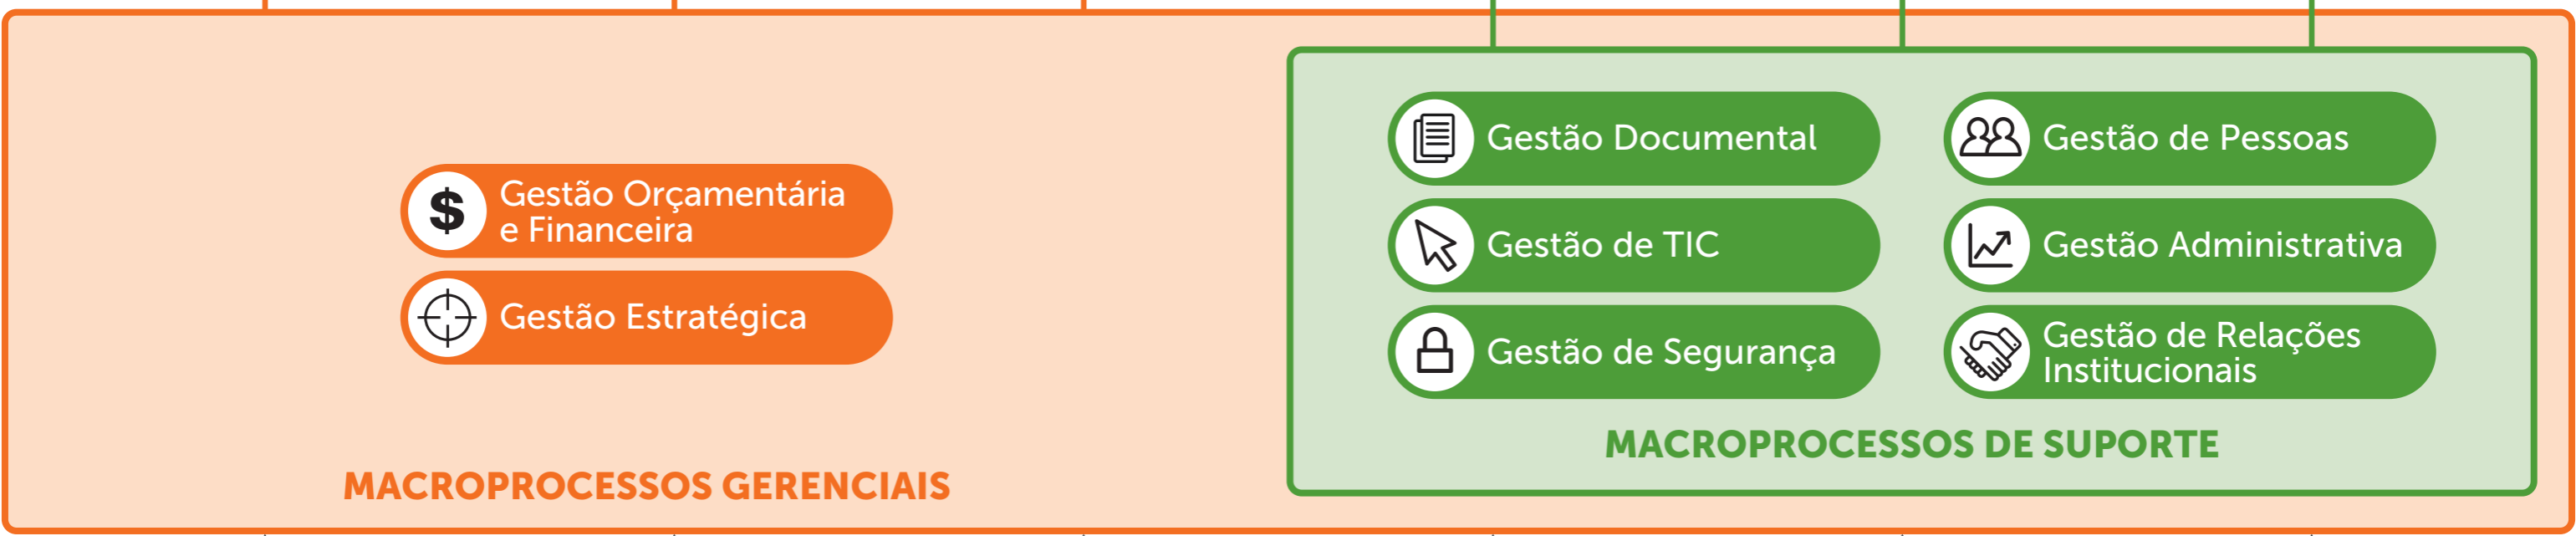 $
Gestão Orçamentária
e Financeira
Gestão Estratégica
MACROPROCESSOS GERENCIAIS
Gestão Documental
Gestão de TIC
Gestão de Segurança
Gestão de Pessoas
Gestão Administrativa
Gestão de Relações
Institucionais
MACROPROCESSOS DE SUPORTE